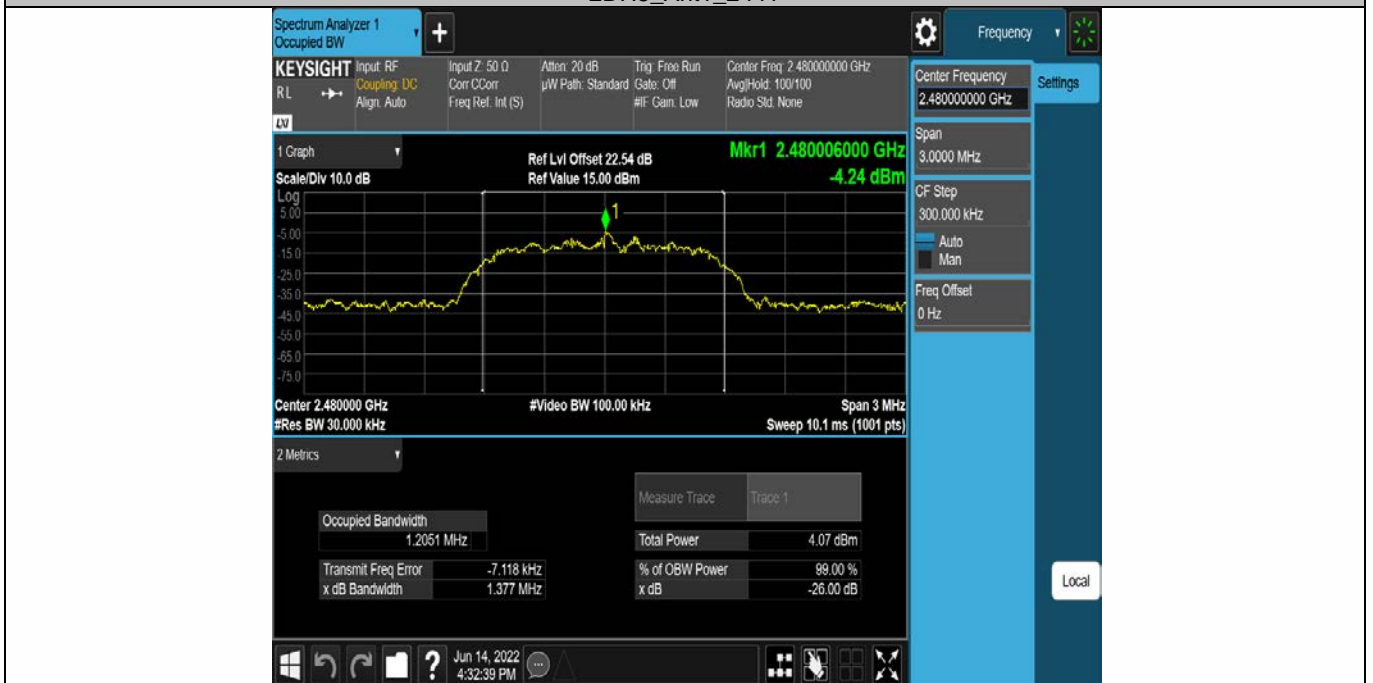 Spectrum Analyzer 1
Occupied BW
+
Frequency
KEYSIGHT Input: RF Input Z: 50 Ω Atten: 20 dB Trig: Free Run Center Freq: 2.480000000 GHz
RL Coupling: DC Corr CCorr µW Path: Standard Gate: Off Avg|Hold: 100/100
Align: Auto Freq Ref: Int (S) #IF Gain: Low Radio Std: None
LXI
Center Frequency
2.480000000 GHz
Settings
Span
3.0000 MHz
CF Step
300.000 kHz
Auto
Man
Freq Offset
0 Hz
1 Graph Ref Lvl Offset 22.54 dB Mkr1 2.480006000 GHz
Scale/Div 10.0 dB Ref Value 15.00 dBm -4.24 dBm
Log
5.00
1
-5.00
-15.0
-25.0
-35.0
-45.0
-55.0
-65.0
-75.0
Center 2.480000 GHz #Video BW 100.00 kHz Span 3 MHz
#Res BW 30.000 kHz Sweep 10.1 ms (1001 pts)
2 Metrics
Measure Trace Trace 1
Occupied Bandwidth
1.2051 MHz Total Power 4.07 dBm
Transmit Freq Error -7.118 kHz % of OBW Power 99.00 %
x dB Bandwidth 1.377 MHz x dB -26.00 dB
Local
? Jun 14, 2022
4:32:39 PM